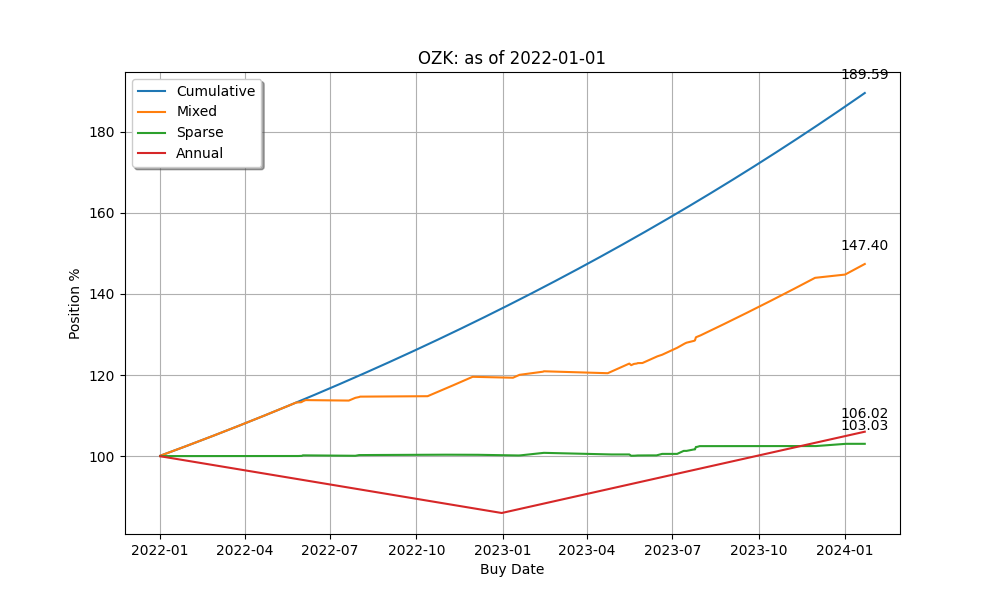 OZK: as of 2022-01-01
189.59
Cumulative
Mixed
Sparse
Annual
180
160
147.40
140
120
106.02
103.03
100
Position %
2022-01 2022-04 2022-07 2022-10 2023-01 2023-04 2023-07 2023-10 2024-01
Buy Date